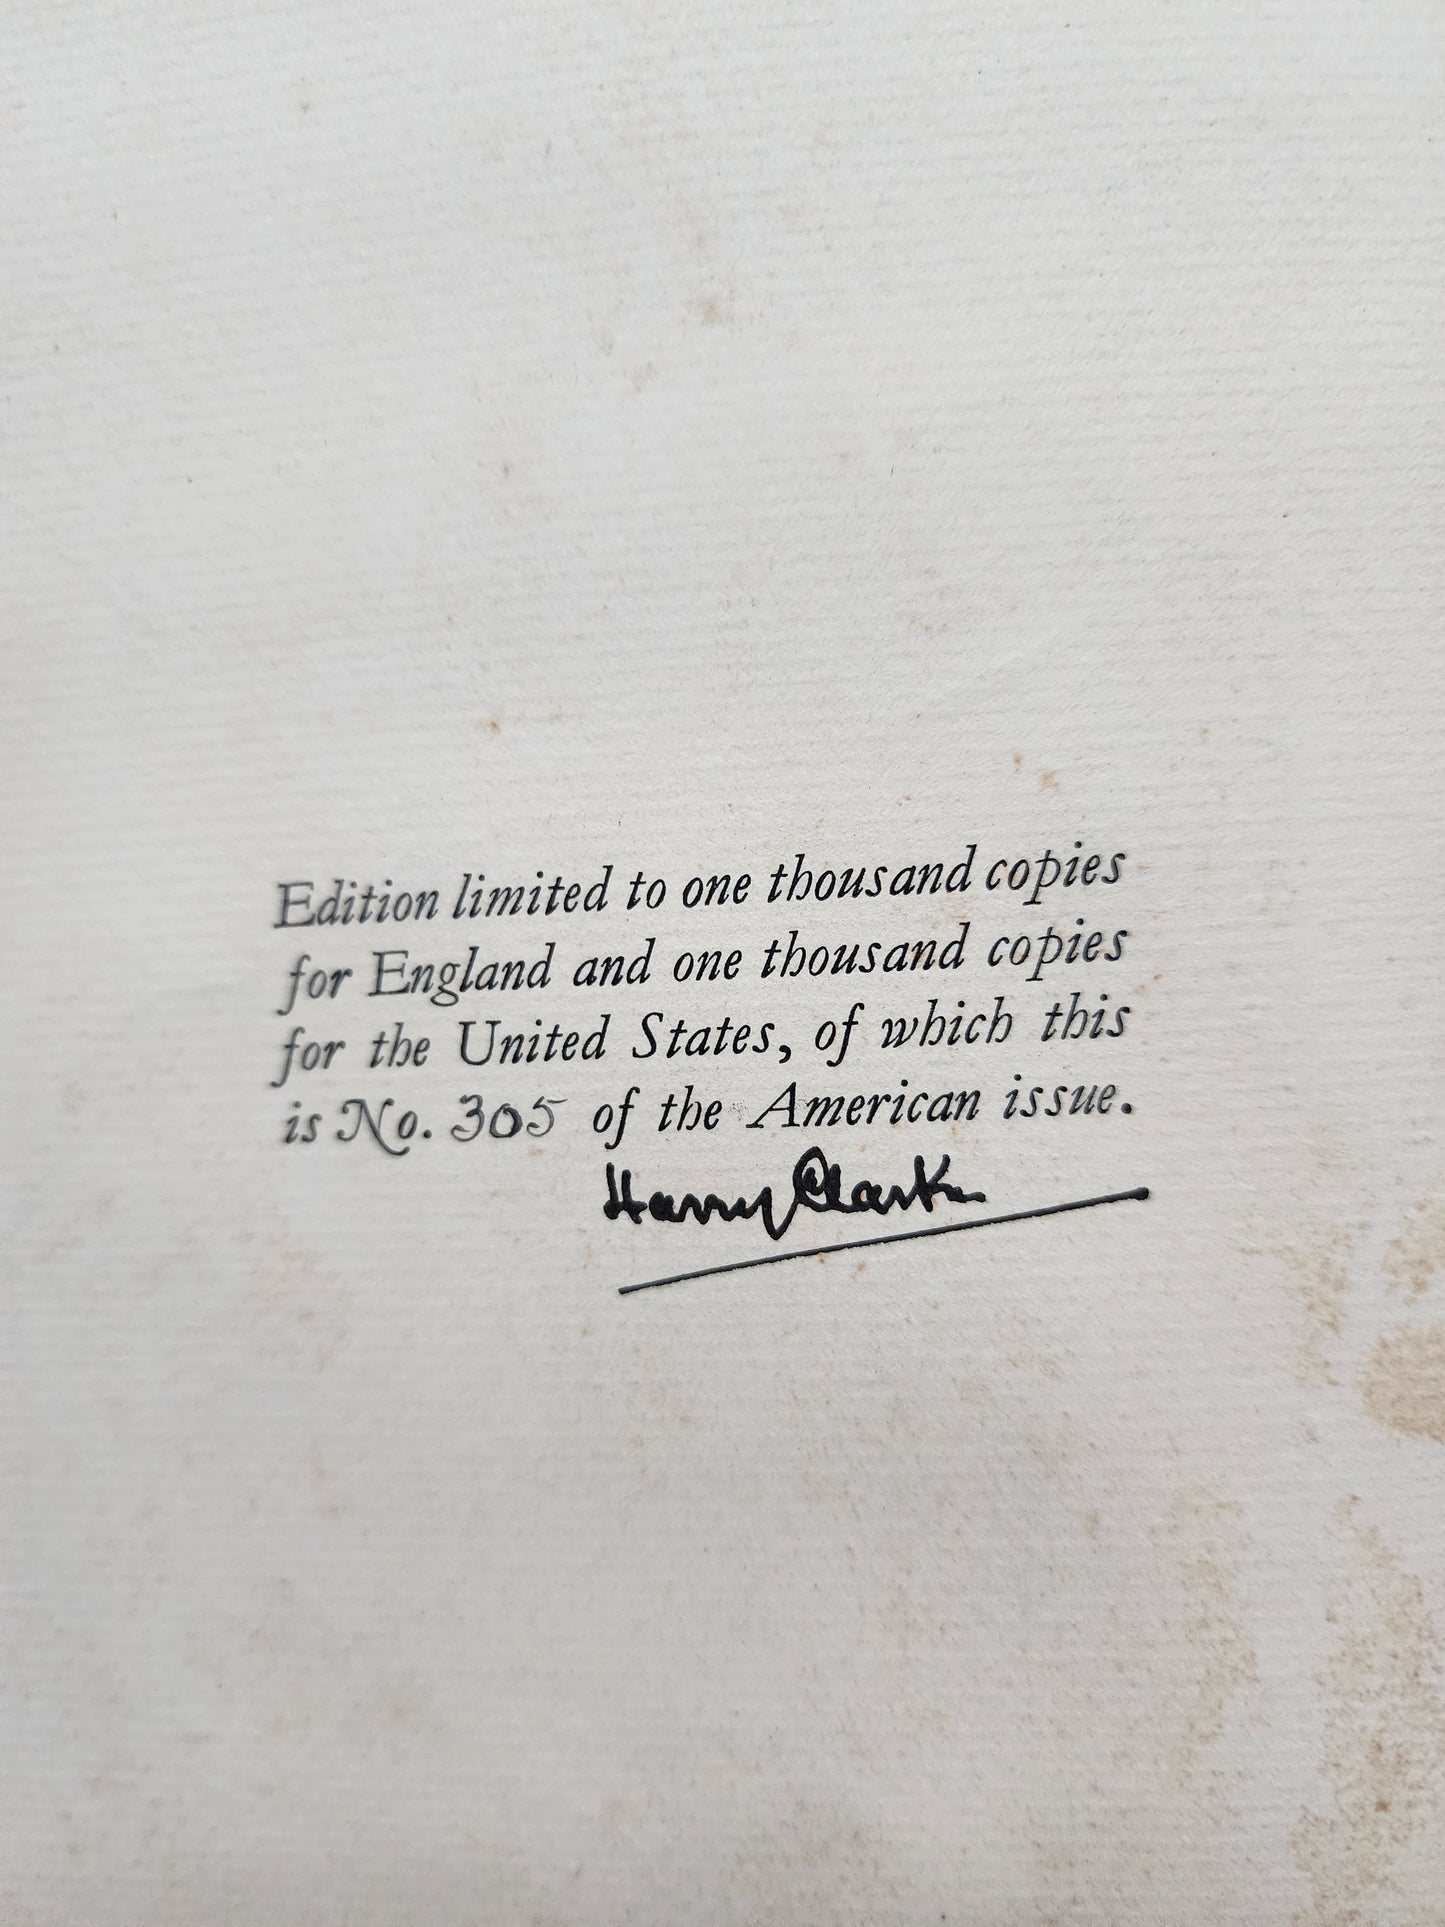 Edition limited to one thousand copies
for England and one thousand copies
for the United States, of which this
is No. 305 of the American issue.
Harry Clarke